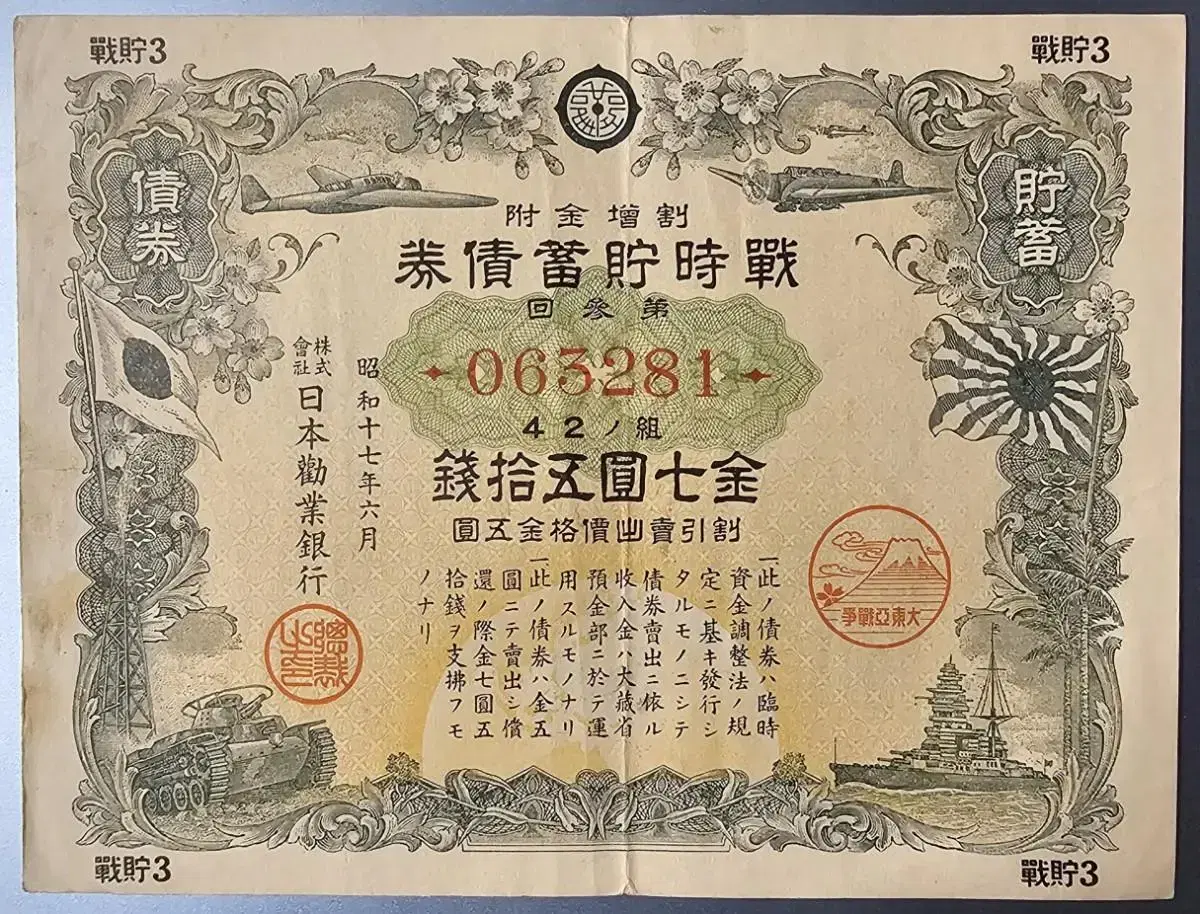 戰貯3
戰貯3
貯蓄
債券
割增金附
戰時貯蓄債券
第參回
063281
42ノ組
金七圓五拾錢
割引賣出價格金五圓
一此ノ債券ハ臨時
資金調整法ノ規
定ニ基キ發行シ
タルモノニシテ
債券賣出ニ依ル
收入金ハ大藏省
預金部ニ於テ運
用スルモノナリ
一此ノ債券ハ金五
圓ニテ賣出シ償
還ノ際金七圓五
拾錢ヲ支拂フモ
ノナリ
昭和十七年六月
株式會社日本勸業銀行
總裁之印
大東亞戰爭
戰貯3
戰貯3